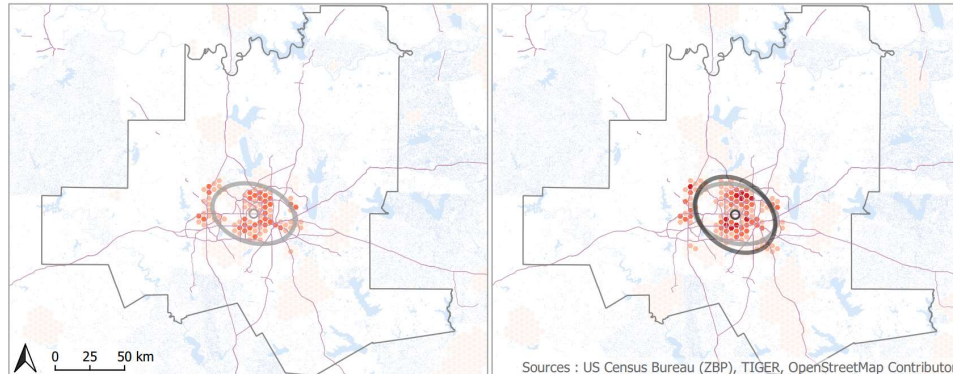 0 25 50 km
Sources : US Census Bureau (ZBP), TIGER, OpenStreetMap Contributor